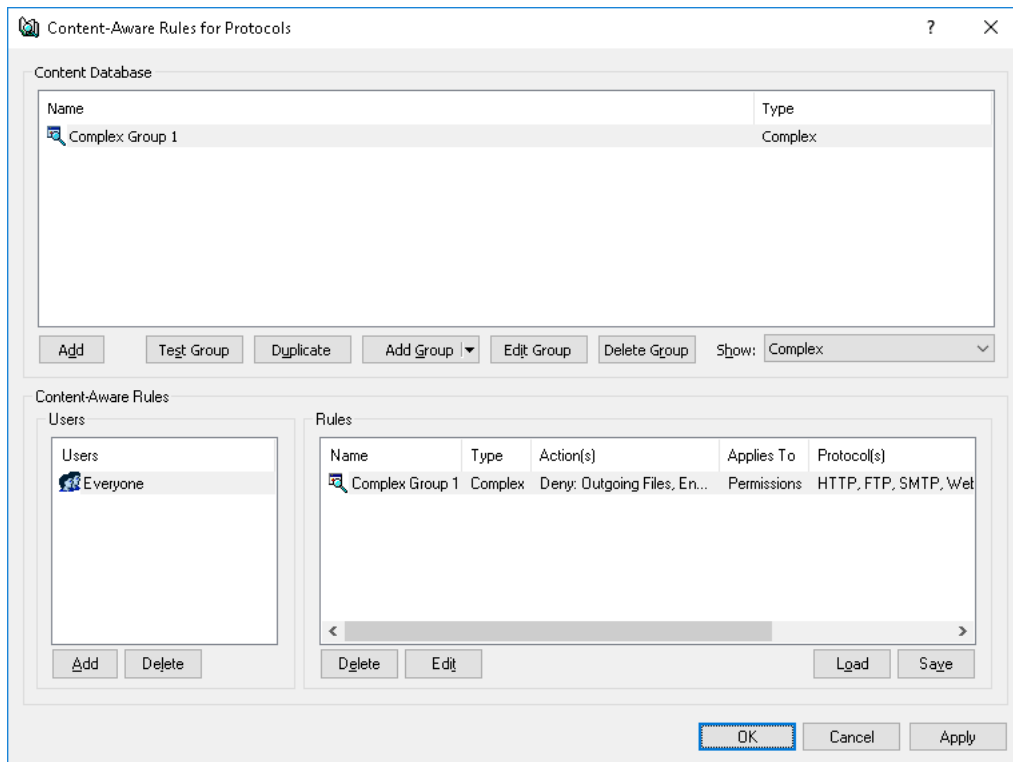 Content-Aware Rules for Protocols ?
Content Database
Name Type
Complex Group 1 Complex
Add Test Group Duplicate Add Group Edit Group Delete Group Show: Complex
Content-Aware Rules
Users Rules
Users Name Type Action(s) Applies To Protocol(s)
Everyone Complex Group 1 Complex Deny: Outgoing Files, En... Permissions HTTP, FTP, SMTP, Web
Add Delete Delete Edit Load Save
OK Cancel Apply